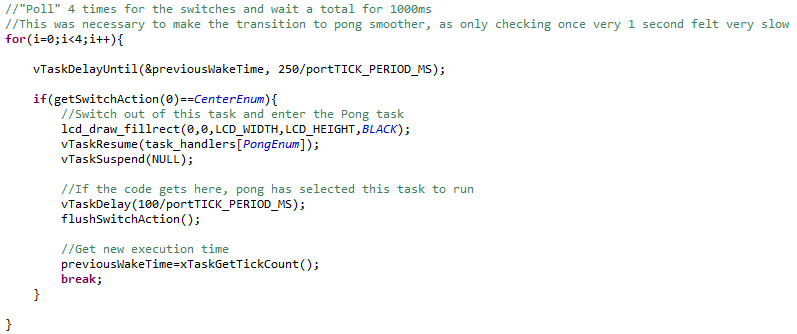 //"Poll" 4 times for the switches and wait a total for 1000ms
//This was necessary to make the transition to pong smoother, as only checking once very 1 second felt very slow
for(i=0;i<4;i++){
vTaskDelayUntil(&previousWakeTime, 250/portTICK_PERIOD_MS);
if(getSwitchAction(0)==CenterEnum){
//Switch out of this task and enter the Pong task
lcd_draw_fillrect(0,0,LCD_WIDTH,LCD_HEIGHT,BLACK);
vTaskResume(task_handlers[PongEnum]);
vTaskSuspend(NULL);
//If the code gets here, pong has selected this task to run
vTaskDelay(100/portTICK_PERIOD_MS);
flushSwitchAction();
//Get new execution time
previousWakeTime=xTaskGetTickCount();
break;
}
}